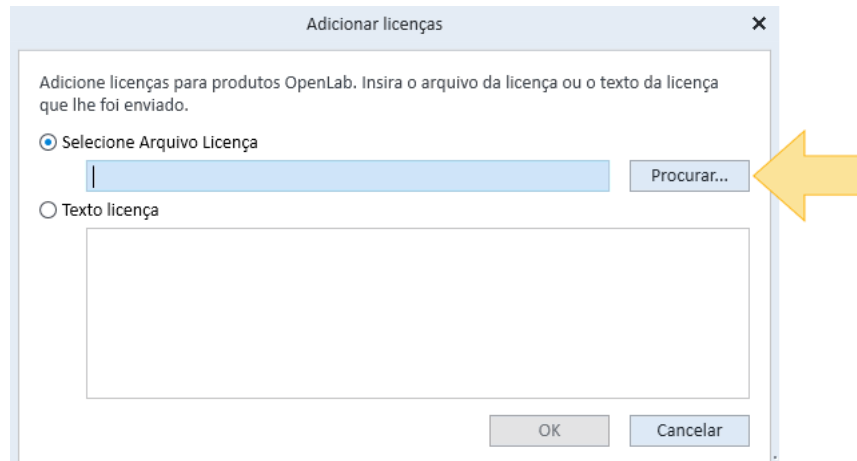 Adicionar licenças
Adicione licenças para produtos OpenLab. Insira o arquivo da licença ou o texto da licença
que lhe foi enviado.
Selecione Arquivo Licença
Procurar...
Texto licença
OK
Cancelar